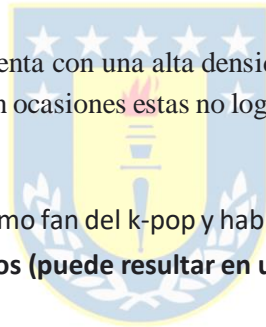 enta con una alta densid
n ocasiones estas no log
mo fan del k-pop y hab
os (puede resultar en u